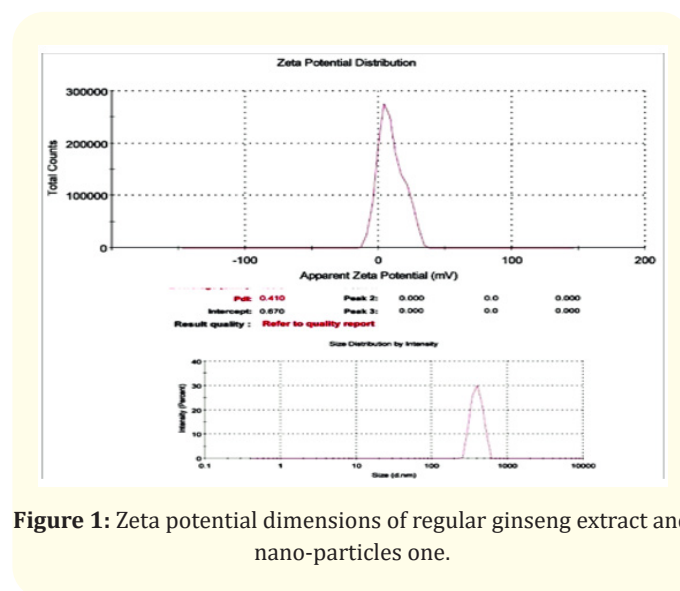 Zeta Potential Distribution
300000
200000
100000
0
Total Counts
-100 0 100 200
Apparent Zeta Potential (mV)
PdI: 0.410 Peak 2: 0.000 0.0 0.000
Intercept: 0.670 Peak 3: 0.000 0.0 0.000
Result quality : Refer to quality report
Size Distribution by Intensity
40
30
20
10
0
Intensity (Percent)
0.1 1 10 100 1000 10000
Size (d.nm)
Figure 1: Zeta potential dimensions of regular ginseng extract and
nano-particles one.